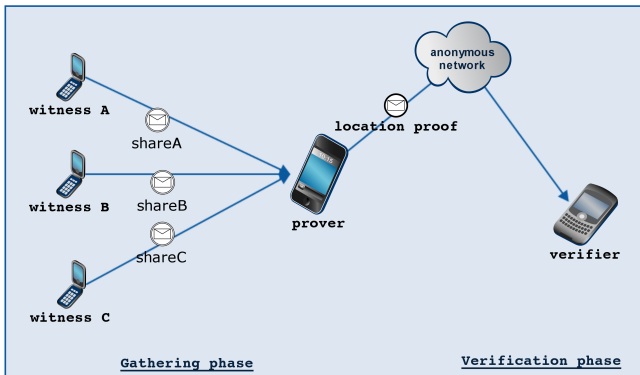 anonymous
network
witness A
location proof
shareA
witness B
shareB
prover
shareC
verifier
witness C
Gathering phase
Verification phase